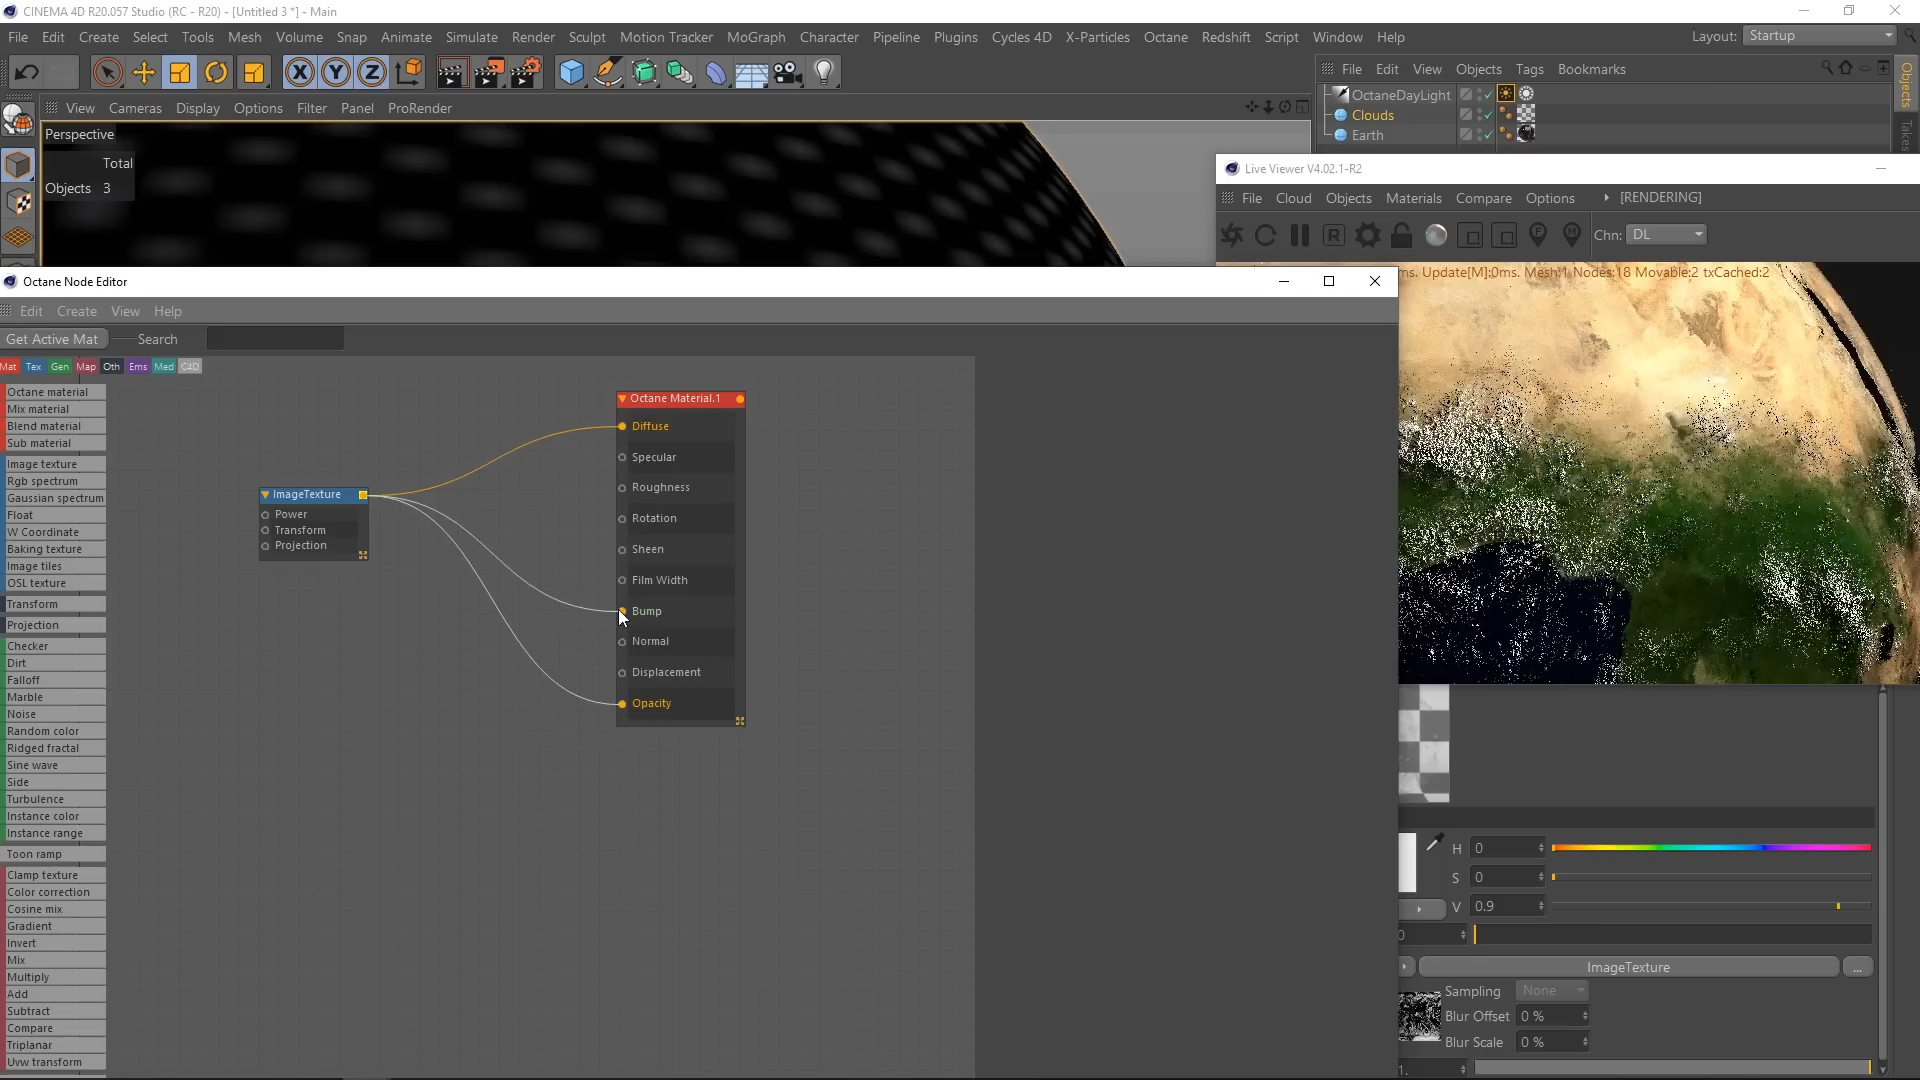 CINEMA 4D R20.057 Studio (RC - R20) - [Untitled 3 *] - Main
File Edit Create Select Tools Mesh Volume Snap Animate Simulate Render Sculpt Motion Tracker MoGraph Character Pipeline Plugins Cycles 4D X-Particles Octane Redshift Script Window Help
Layout: Startup
X Y Z
File Edit View Objects Tags Bookmarks
Objects
Takes
OctaneDayLight
Clouds
Earth
View Cameras Display Options Filter Panel ProRender
Perspective
Total
Objects 3
Live Viewer V4.02.1-R2
File Cloud Objects Materials Compare Options [RENDERING]
R
Chn: DL
ms. Update[M]:0ms. Mesh:1 Nodes:18 Movable:2 txCached:2
Octane Node Editor
Edit Create View Help
Get Active Mat Search
Mat Tex Gen Map Oth Ems Med C4D
Octane material
Mix material
Blend material
Sub material
Image texture
Rgb spectrum
Gaussian spectrum
Float
W Coordinate
Baking texture
Image tiles
OSL texture
Transform
Projection
Checker
Dirt
Falloff
Marble
Noise
Random color
Ridged fractal
Sine wave
Side
Turbulence
Instance color
Instance range
Toon ramp
Clamp texture
Color correction
Cosine mix
Gradient
Invert
Mix
Multiply
Add
Subtract
Compare
Triplanar
Uvw transform
ImageTexture
Power
Transform
Projection
Octane Material.1
Diffuse
Specular
Roughness
Rotation
Sheen
Film Width
Bump
Normal
Displacement
Opacity
H 0
S 0
V 0.9
0
ImageTexture ...
Sampling None
Blur Offset 0 %
Blur Scale 0 %
1.